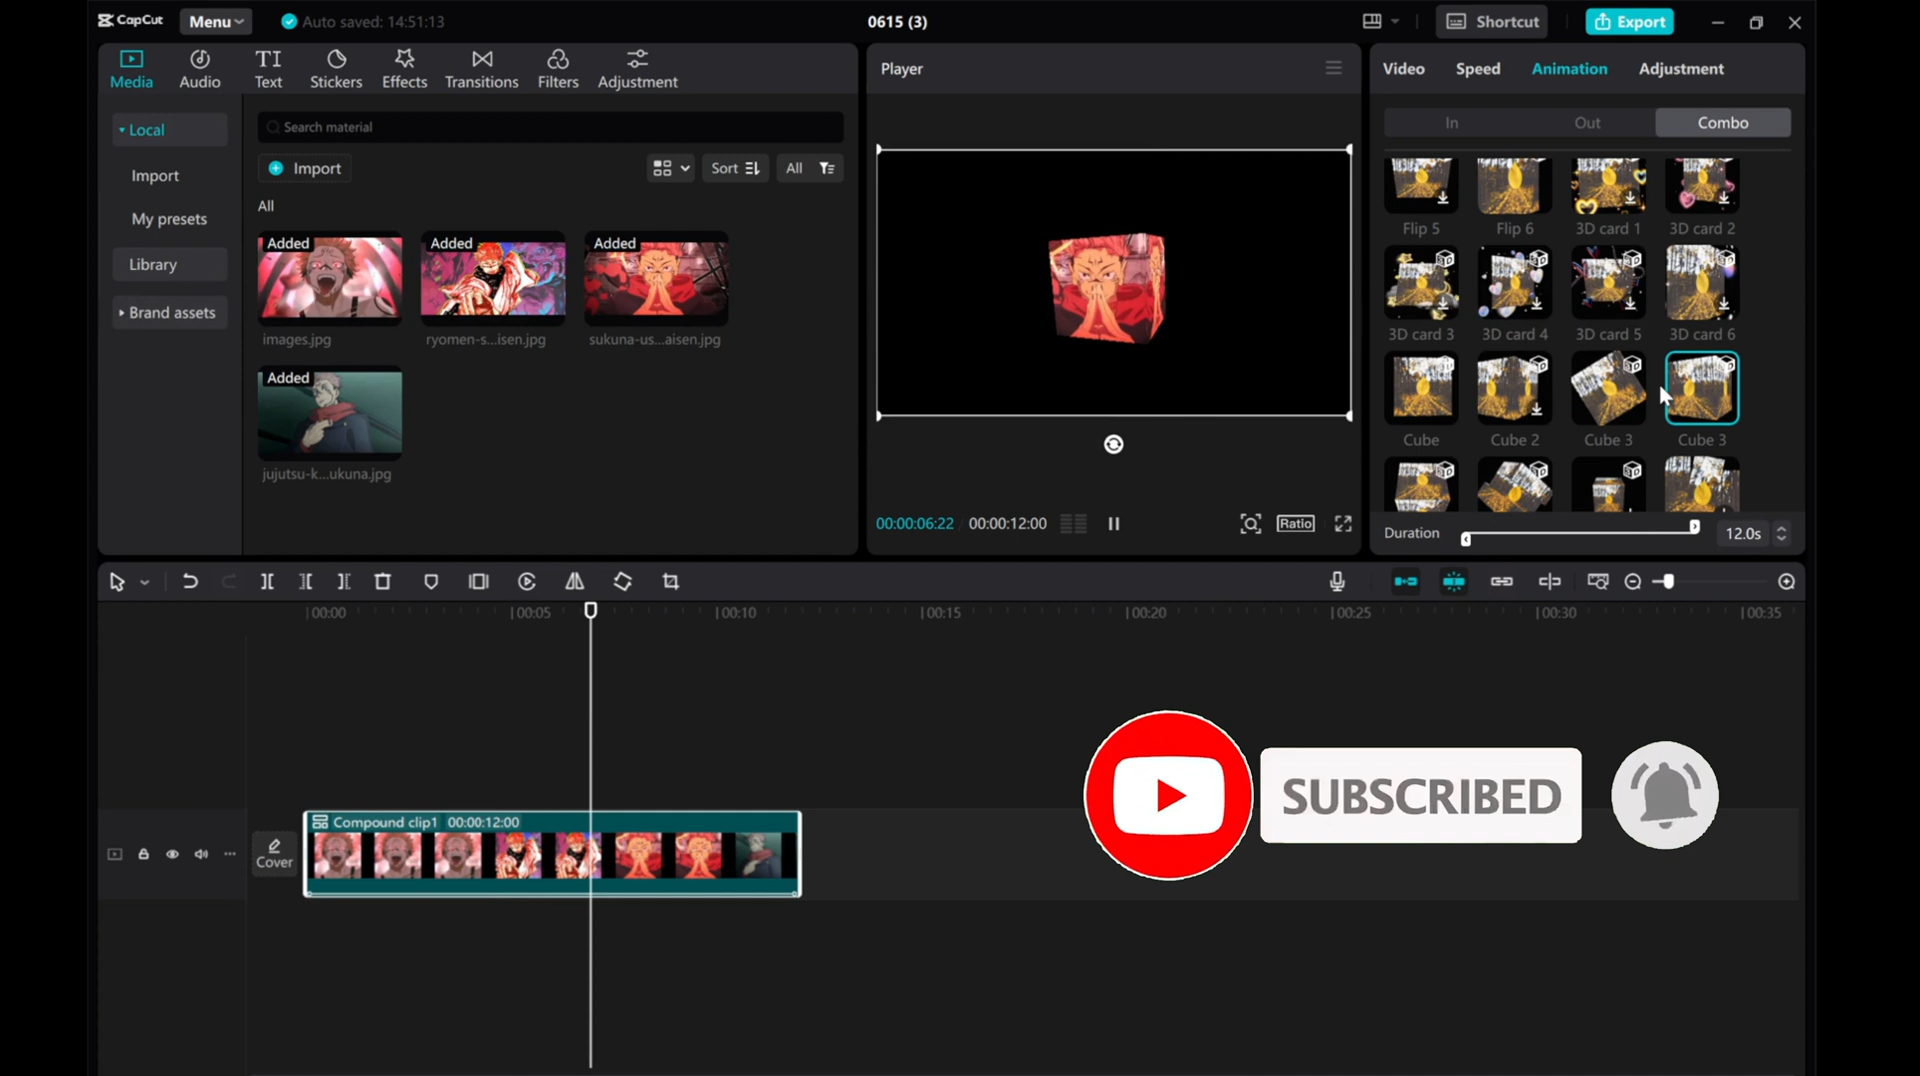 CapCut
Menu
Auto saved: 14:51:13
0615 (3)
Shortcut
Export
Media
Audio
TI
Text
Stickers
Effects
Transitions
Filters
Adjustment
Player
Video
Speed
Animation
Adjustment
Local
Import
My presets
Library
Brand assets
Search material
Import
Sort
All
All
Added
images.jpg
Added
ryomen-s...isen.jpg
Added
sukuna-us...aisen.jpg
Added
jujutsu-k...ukuna.jpg
00:00:06:22
00:00:12:00
Ratio
In
Out
Combo
Flip 5
Flip 6
3D card 1
3D card 2
3D card 3
3D card 4
3D card 5
3D card 6
Cube
Cube 2
Cube 3
Cube 3
Duration
12.0s
00:00
00:05
00:10
00:15
00:20
00:25
00:30
00:35
Cover
Compound clip1 00:00:12:00
SUBSCRIBED